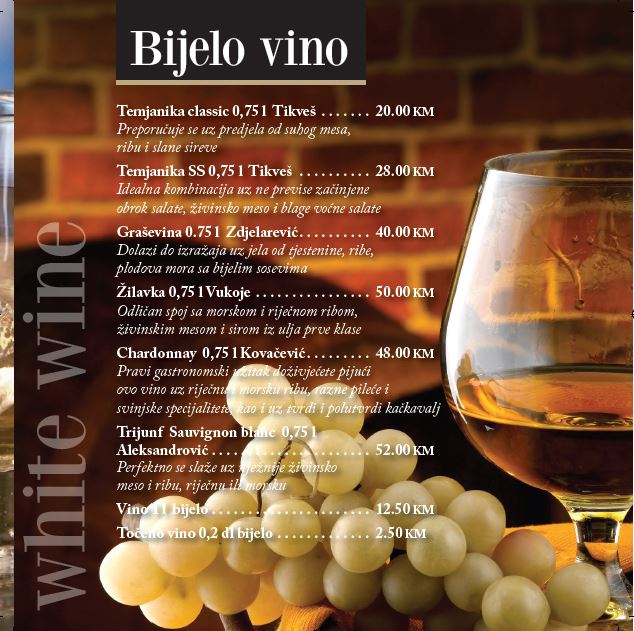 Bijelo vino
white wine
Temjanika classic 0,75 l Tikveš ....... 20.00 KM
Preporučuje se uz predjela od suhog mesa,
ribu i slane sireve
Temjanika SS 0,75 l Tikveš .......... 28.00 KM
Idealna kombinacija uz ne previse začinjene
obrok salate, živinsko meso i blage voćne salate
Graševina 0.75 l Zdjelarević.......... 40.00 KM
Dolazi do izražaja uz jela od tjestenine, ribe,
plodova mora sa bijelim sosevima
Žilavka 0,75 l Vukoje ................ 50.00 KM
Odličan spoj sa morskom i riječnom ribom,
živinskim mesom i sirom iz ulja prve klase
Chardonnay 0,75 l Kovačević......... 48.00 KM
Pravi gastronomski užitak doživjećete pijući
ovo vino uz riječnu i morsku ribu, razne pileće i
svinjske specijalitete, kao i uz tvrdi i polutvrdi kačkavalj
Trijunf Sauvignon blanc 0,75 l
Aleksandrović ...................... 52.00 KM
Perfektno se slaže uz nježnije živinsko
meso i ribu, riječnu ili morsku
Vino 1 l bijelo ...................... 12.50 KM
Točeno vino 0,2 dl bijelo ............. 2.50 KM